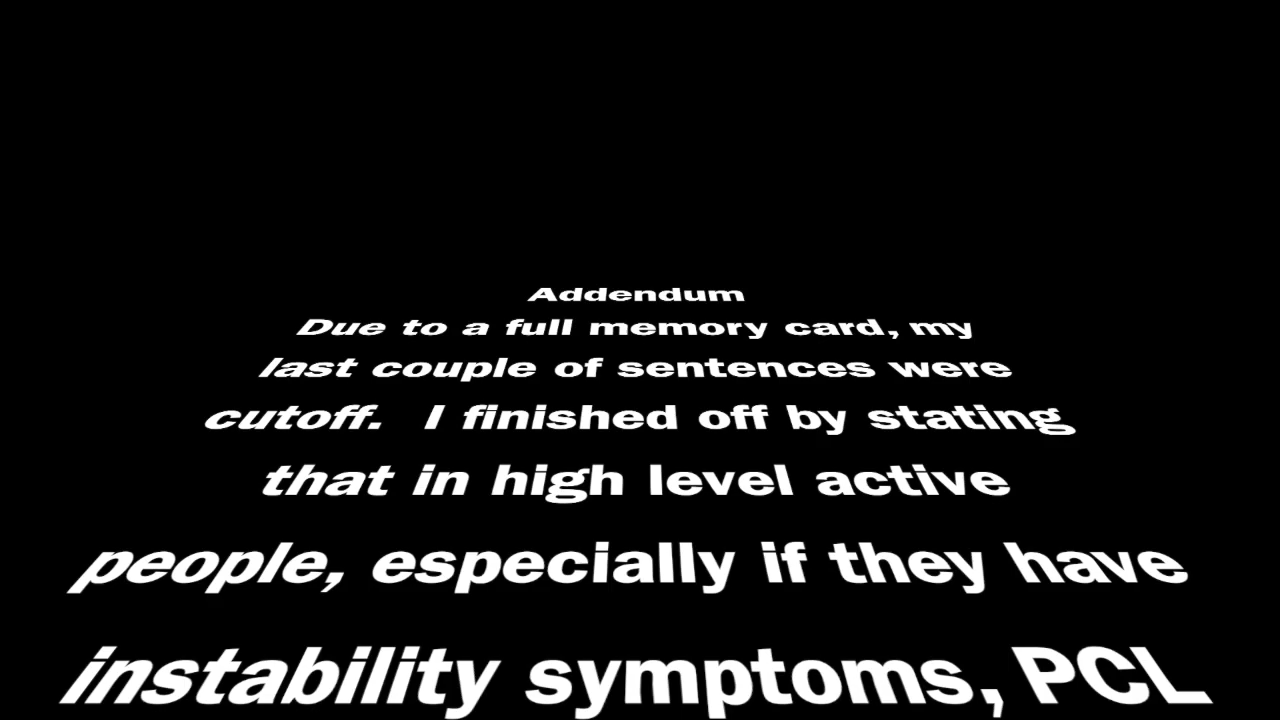 Addendum
Due to a full memory card, my
last couple of sentences were
cutoff.  I finished off by stating
that in high level active
people, especially if they have
instability symptoms, PCL